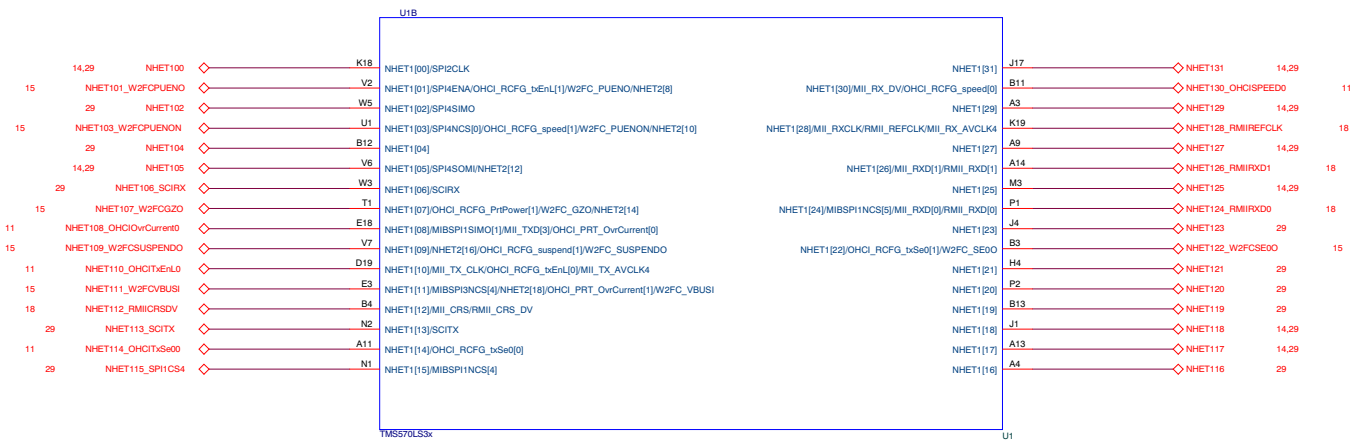 U1B
14,29 NHET100 K18 NHET1[00]/SPI2CLK NHET1[31] J17 NHET131 14,29
15 NHET101_W2FCPUENO V2 NHET1[01]/SPI4ENA/OHCI_RCFG_txEnL[1]/W2FC_PUENO/NHET2[8] NHET1[30]/MII_RX_DV/OHCI_RCFG_speed[0] B11 NHET130_OHCISPEED0 11
29 NHET102 W5 NHET1[02]/SPI4SIMO NHET1[29] A3 NHET129 14,29
15 NHET103_W2FCPUENON U1 NHET1[03]/SPI4NCS[0]/OHCI_RCFG_speed[1]/W2FC_PUENON/NHET2[10] NHET1[28]/MII_RXCLK/RMII_REFCLK/MII_RX_AVCLK4 K19 NHET128_RMIIREFCLK 18
29 NHET104 B12 NHET1[04] NHET1[27] A9 NHET127 14,29
14,29 NHET105 V6 NHET1[05]/SPI4SOMI/NHET2[12] NHET1[26]/MII_RXD[1]/RMII_RXD[1] A14 NHET126_RMIIRXD1 18
29 NHET106_SCIRX W3 NHET1[06]/SCIRX NHET1[25] M3 NHET125 14,29
15 NHET107_W2FCGZO T1 NHET1[07]/OHCI_RCFG_PrtPower[1]/W2FC_GZO/NHET2[14] NHET1[24]/MIBSPI1NCS[5]/MII_RXD[0]/RMII_RXD[0] P1 NHET124_RMIIRXD0 18
11 NHET108_OHCIOvrCurrent0 E18 NHET1[08]/MIBSPI1SIMO[1]/MII_TXD[3]/OHCI_PRT_OvrCurrent[0] NHET1[23] J4 NHET123 29
15 NHET109_W2FCSUSPENDO V7 NHET1[09]/NHET2[16]/OHCI_RCFG_suspend[1]/W2FC_SUSPENDO NHET1[22]/OHCI_RCFG_txSe0[1]/W2FC_SE0O B3 NHET122_W2FCSE0O 15
11 NHET110_OHCITxEnL0 D19 NHET1[10]/MII_TX_CLK/OHCI_RCFG_txEnL[0]/MII_TX_AVCLK4 NHET1[21] H4 NHET121 29
15 NHET111_W2FCVBUSI E3 NHET1[11]/MIBSPI3NCS[4]/NHET2[18]/OHCI_PRT_OvrCurrent[1]/W2FC_VBUSI NHET1[20] P2 NHET120 29
18 NHET112_RMIICRSDV B4 NHET1[12]/MII_CRS/RMII_CRS_DV NHET1[19] B13 NHET119 29
29 NHET113_SCITX N2 NHET1[13]/SCITX NHET1[18] J1 NHET118 14,29
11 NHET114_OHCITxSe00 A11 NHET1[14]/OHCI_RCFG_txSe0[0] NHET1[17] A13 NHET117 14,29
29 NHET115_SPI1CS4 N1 NHET1[15]/MIBSPI1NCS[4] NHET1[16] A4 NHET116 29
TMS570LS3x U1